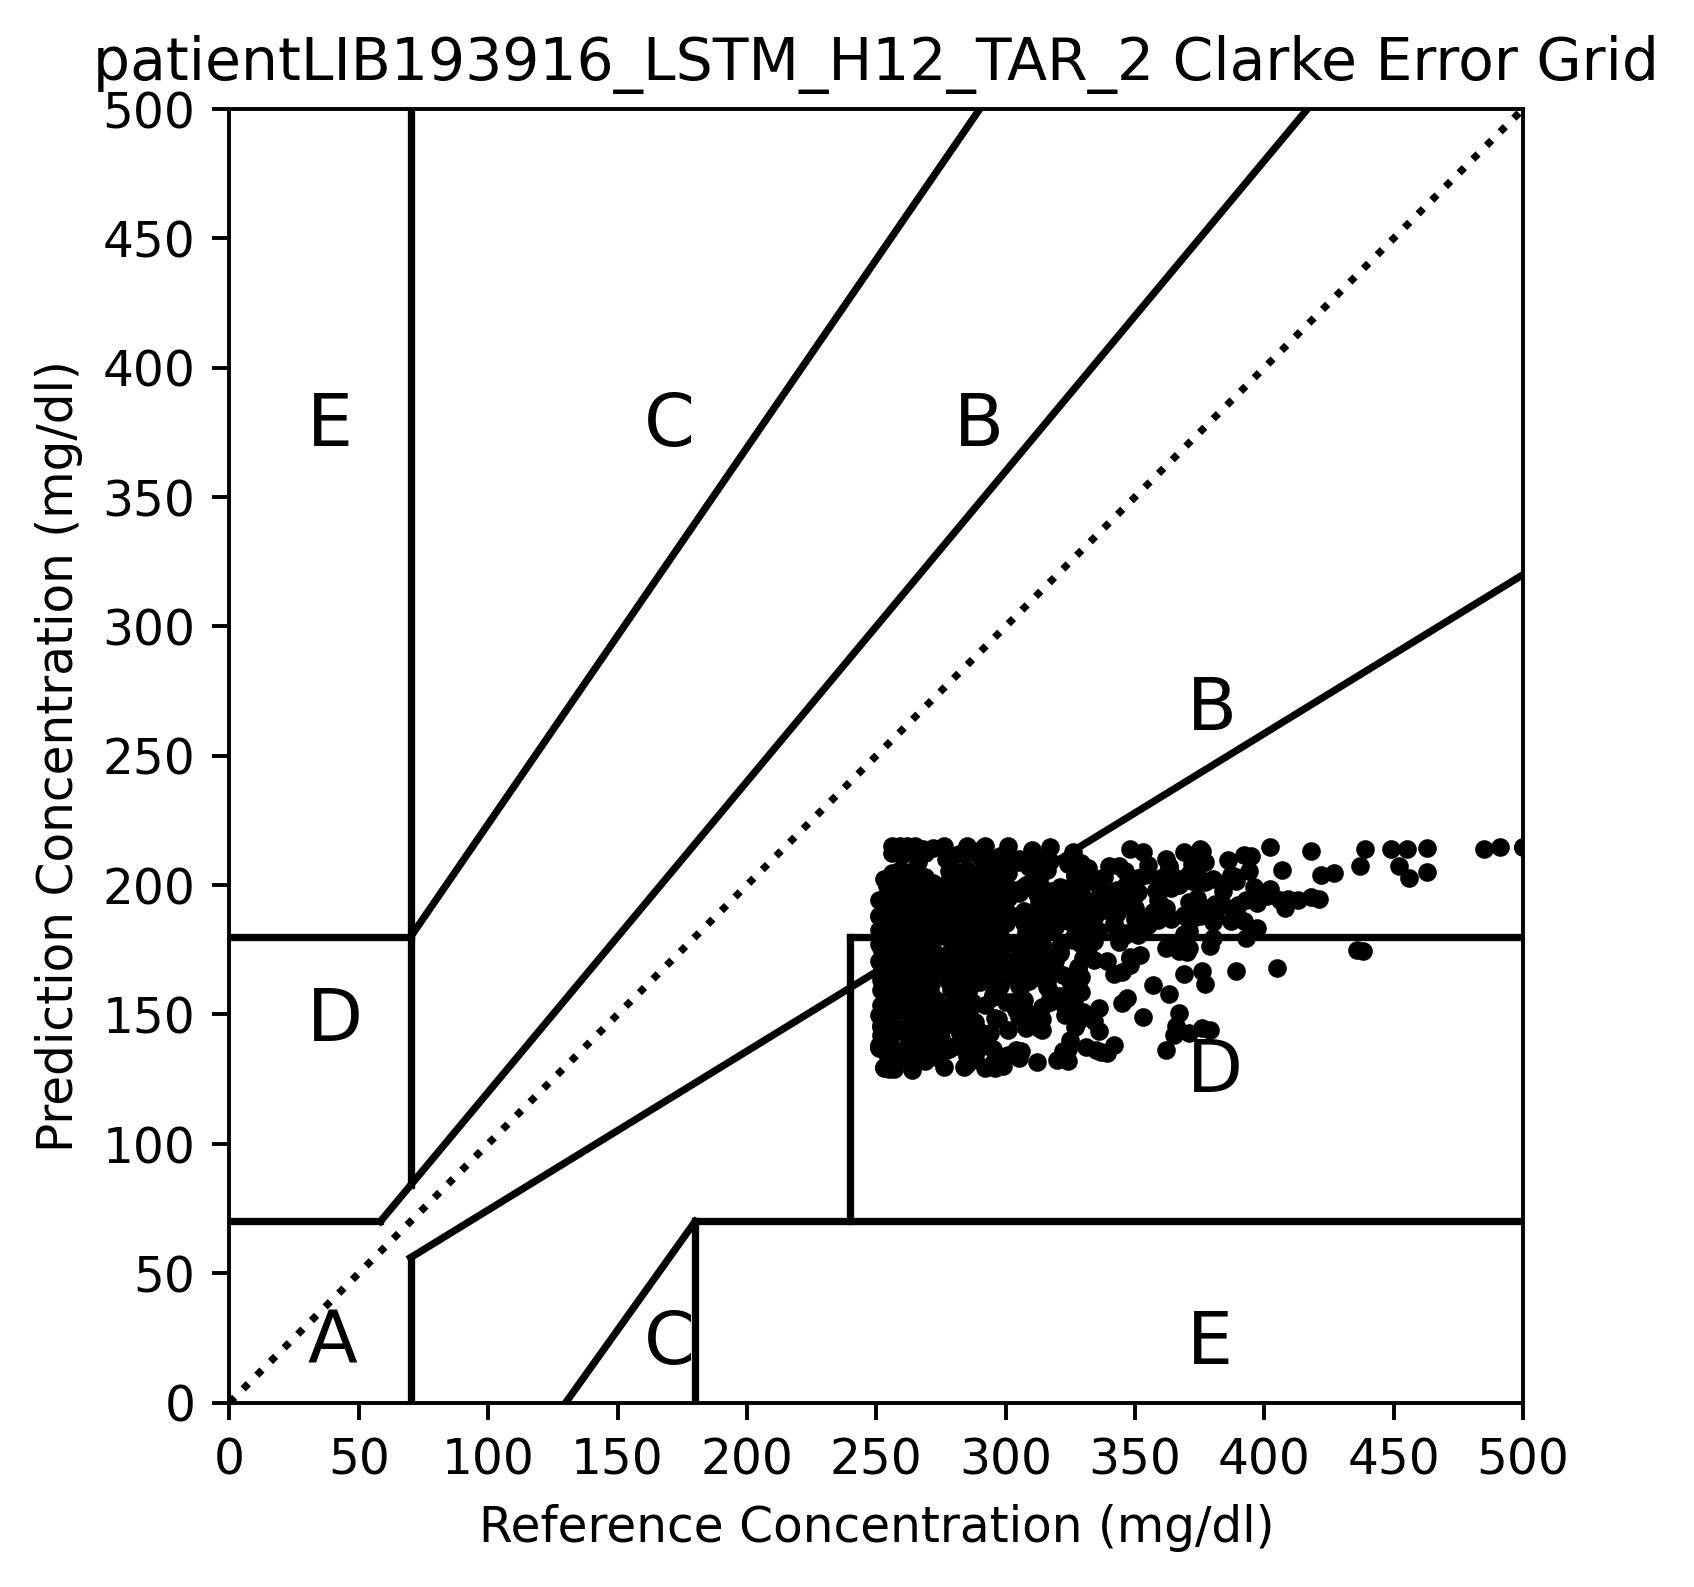 patientLIB193916_LSTM_H12_TAR_2 Clarke Error Grid
500
450
400
350
300
250
200
150
100
50
0
Prediction Concentration (mg/dl)
E
C
B
B
D
D
A
C
E
0 50 100 150 200 250 300 350 400 450 500
Reference Concentration (mg/dl)